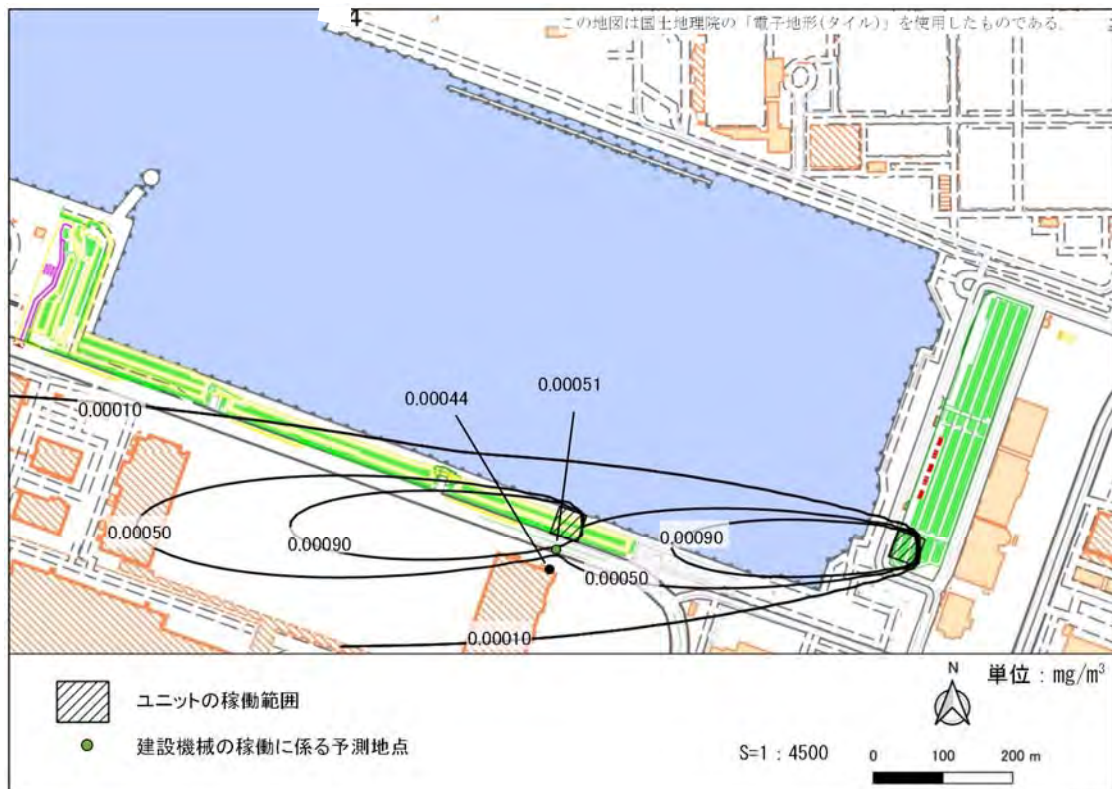 4
この地図は国土地理院の「電子地形(タイル)」を使用したものである。
0.00044
0.00051
0.00010
0.00050
0.00090
0.00090
0.00050
0.00010
ユニットの稼働範囲
建設機械の稼働に係る予測地点
N
単位：mg/m³
S=1：4500
0 100 200 m